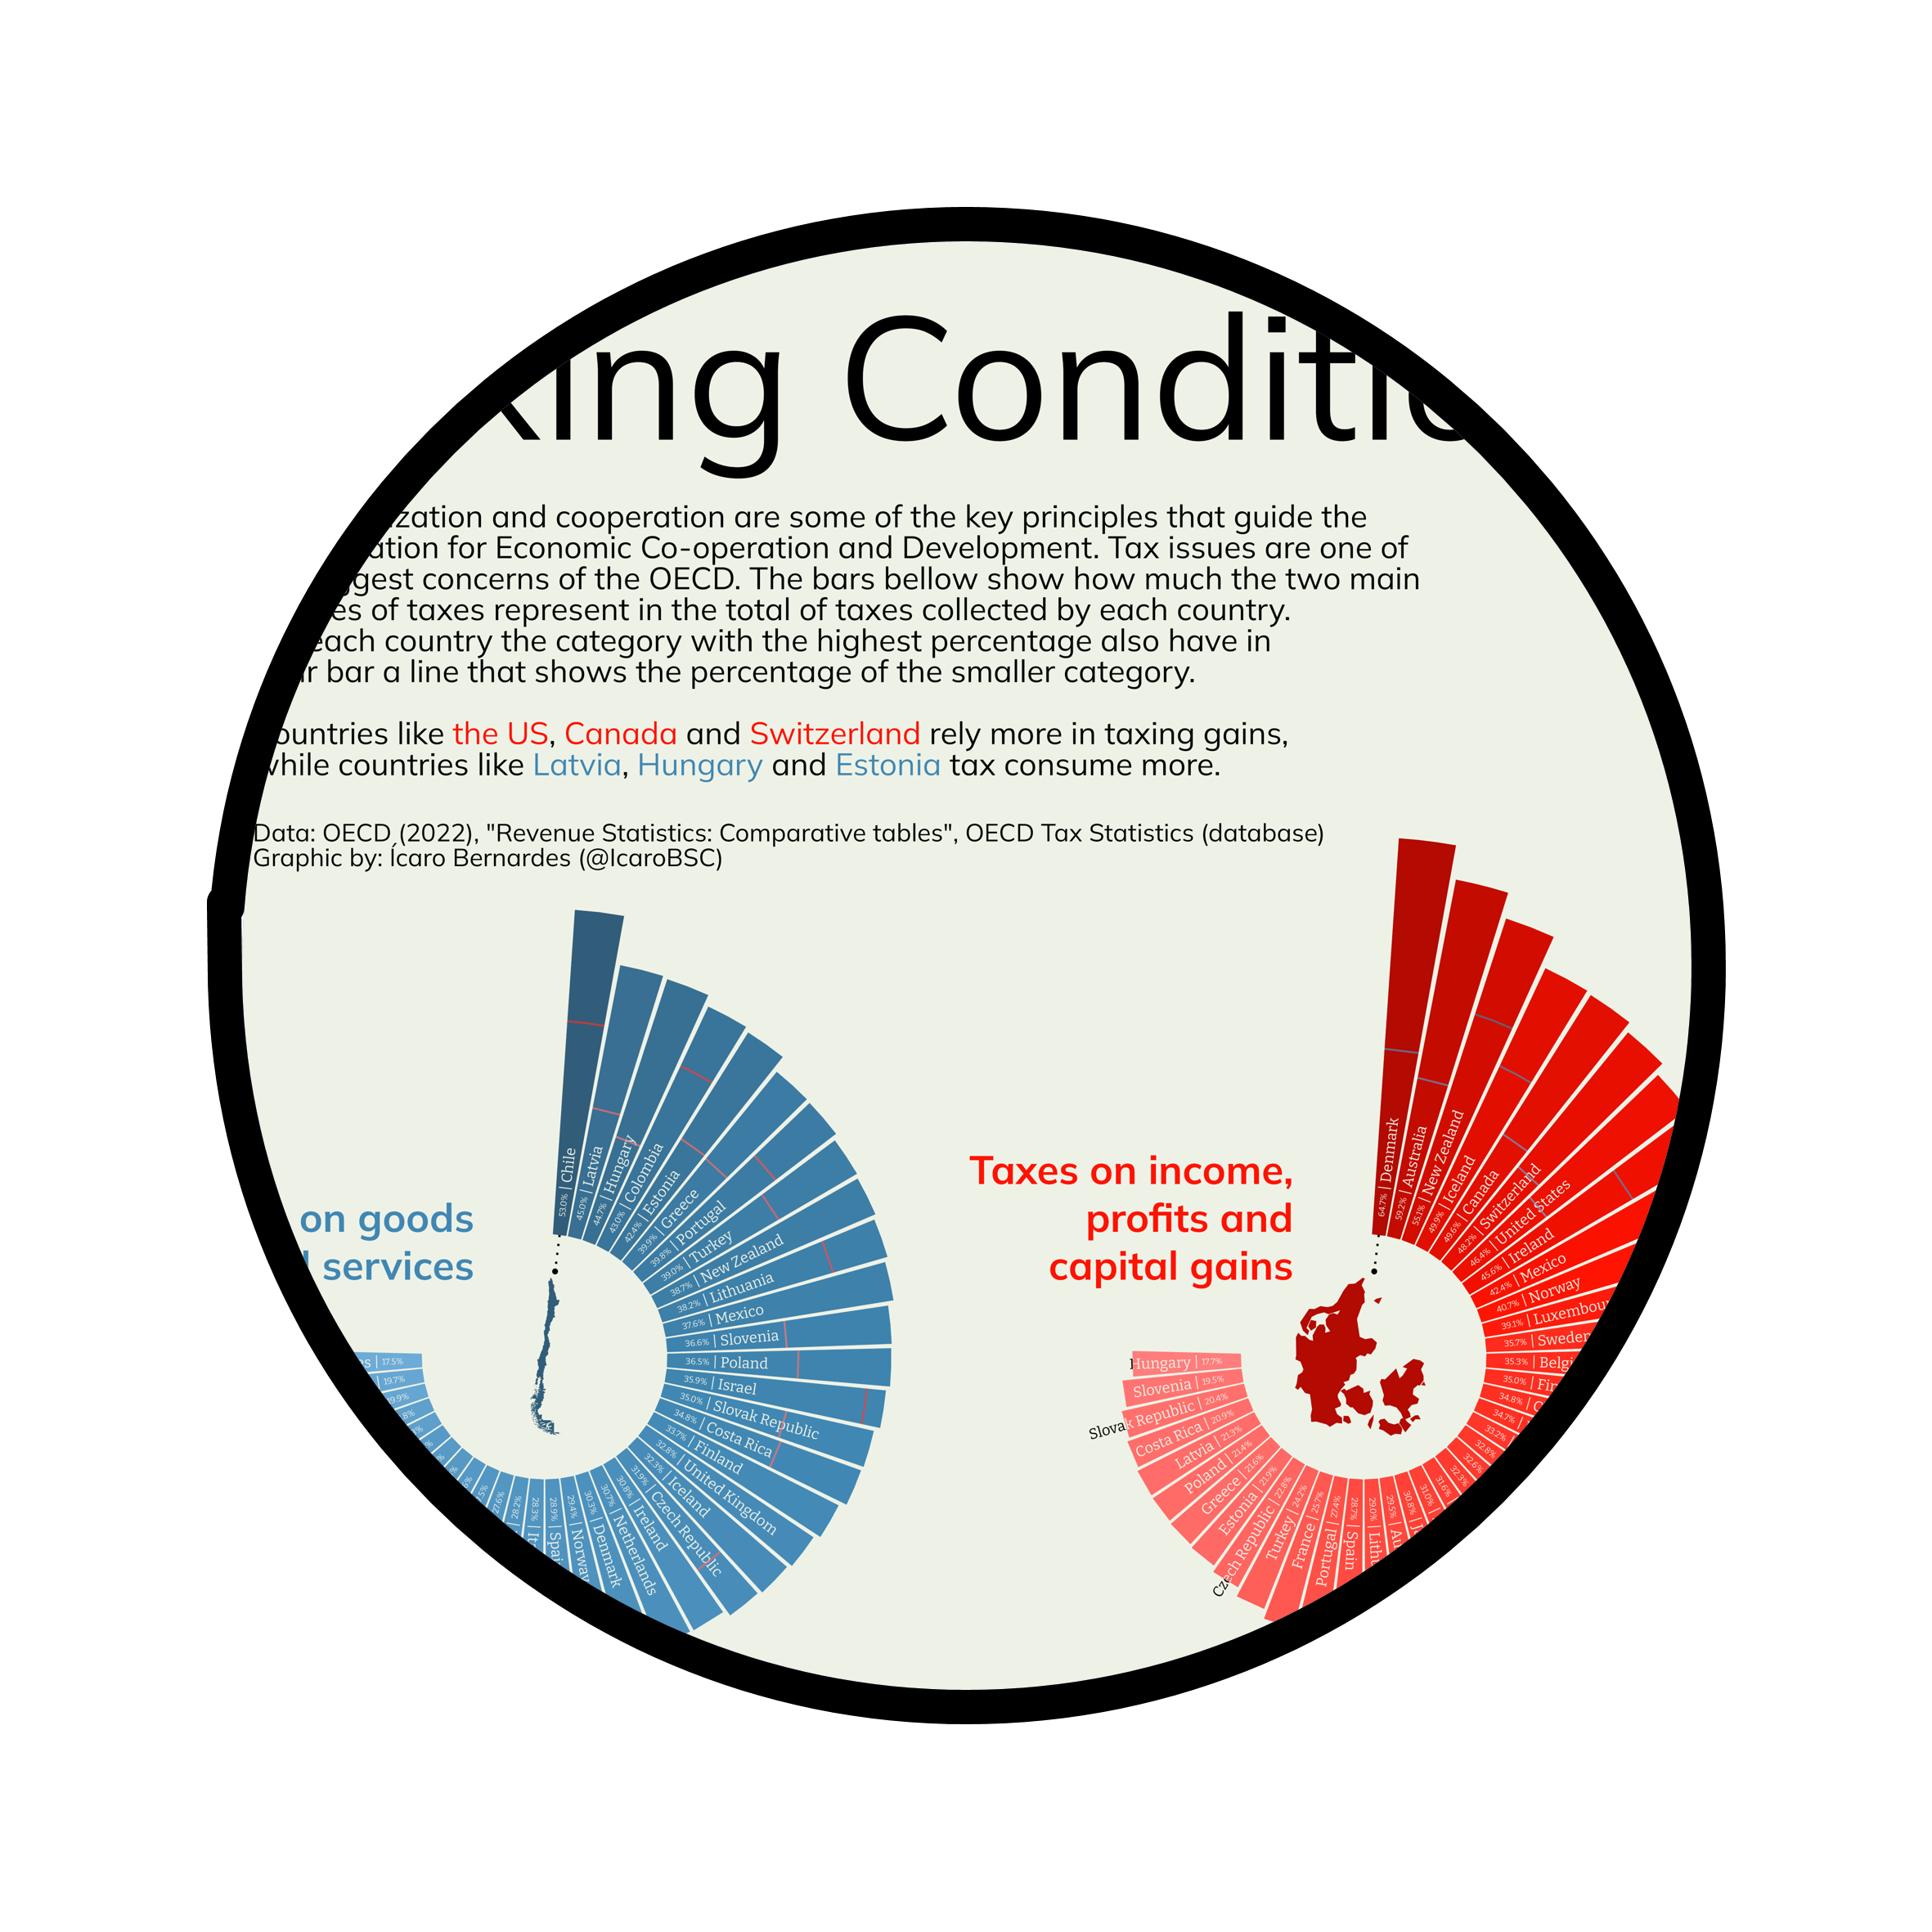 ing Conditi
ization and cooperation are some of the key principles that guide the
ation for Economic Co-operation and Development. Tax issues are one of
ggest concerns of the OECD. The bars bellow show how much the two main
es of taxes represent in the total of taxes collected by each country.
each country the category with the highest percentage also have in
ir bar a line that shows the percentage of the smaller category.
ountries like the US, Canada and Switzerland rely more in taxing gains,
while countries like Latvia, Hungary and Estonia tax consume more.
Data: OECD (2022), "Revenue Statistics: Comparative tables", OECD Tax Statistics (database)
Graphic by: Ícaro Bernardes (@IcaroBSC)
on goods
services
53.0% | Chile
45.0% | Latvia
44.7% | Hungary
43.0% | Colombia
42.4% | Estonia
39.9% | Greece
39.8% | Portugal
39.0% | Turkey
38.7% | New Zealand
38.2% | Lithuania
37.6% | Mexico
36.6% | Slovenia
36.5% | Poland
35.9% | Israel
35.0% | Slovak Republic
34.8% | Costa Rica
33.7% | Finland
32.8% | United Kingdom
32.3% | Iceland
31.9% | Czech Republic
30.8% | Ireland
30.7% | Netherlands
30.3% | Denmark
29.4% | Norway
28.9% | Spai
28.3% | It
28.2% |
27.6%
19.7%
es | 17.5%
Taxes on income,
profits and
capital gains
64.7% | Denmark
59.2% | Australia
55.1% | New Zealand
49.9% | Iceland
49.6% | Canada
48.2% | Switzerland
46.4% | United States
45.6% | Ireland
42.4% | Mexico
40.7% | Norway
39.1% | Luxembour
35.7% | Sweden
35.3% | Belgi
35.0% | Fin
34.8% |
34.7%
33.2%
32.8%
32.6%
32.3%
31.6%
31.0%
30.8% |
29.5% | Au
29.0% | Lith
28.7% | Spain
Portugal | 27.4%
France | 25.7%
Turkey | 24.2%
Czech Republic | 22.8%
Estonia | 21.9%
Greece | 21.6%
Poland | 21.4%
Latvia | 21.3%
Costa Rica | 20.9%
Slovak Republic | 20.4%
Slovenia | 19.5%
Hungary | 17.7%